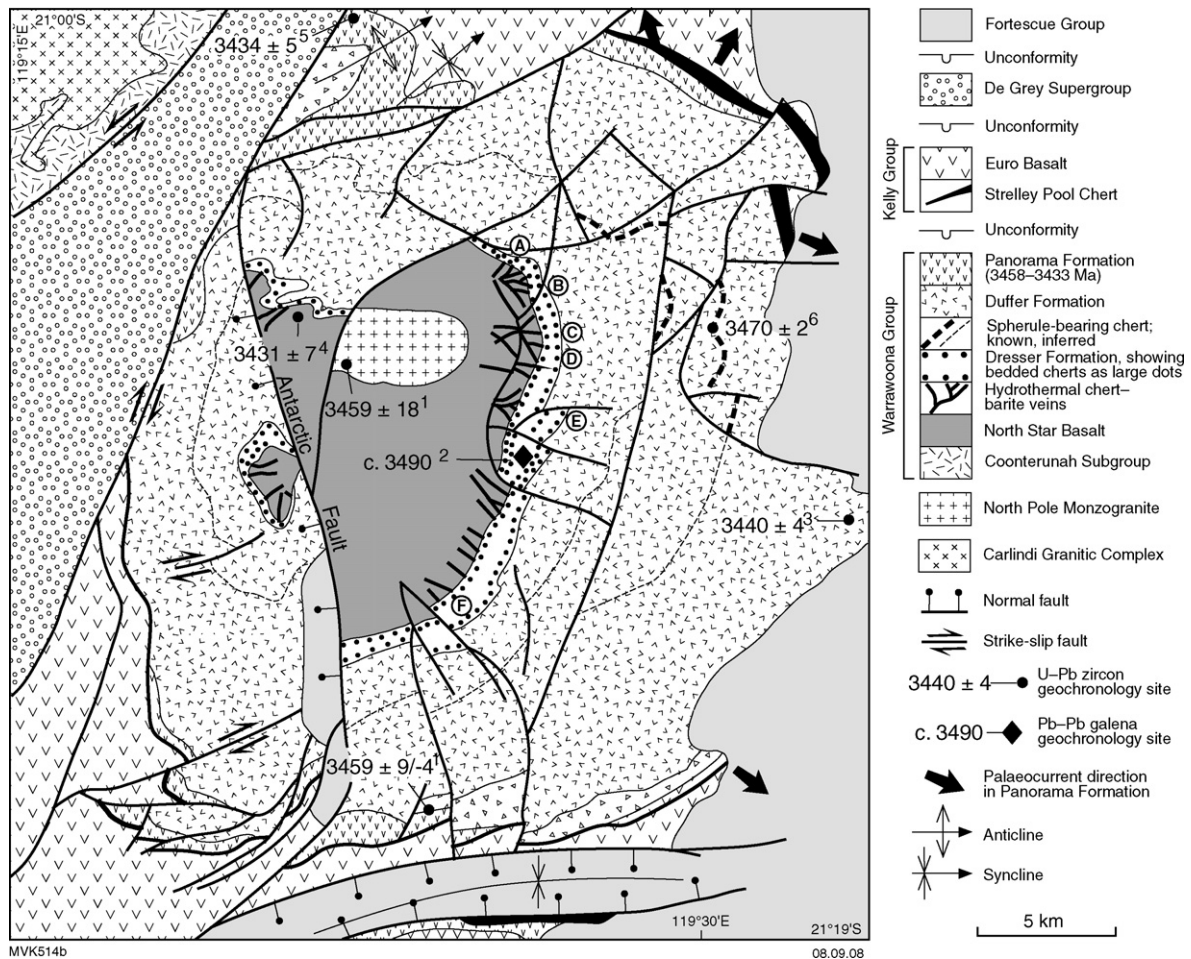 21°00'S
119°15'E
3434 ± 5⁵
A
B
C
D
3470 ± 2⁶
3431 ± 7⁴
3459 ± 18¹
Antarctic
Fault
E
c. 3490 ²
3440 ± 4³
F
3459 ± 9/-4¹
119°30'E
21°19'S
MVK514b
08.09.08
Fortescue Group
Unconformity
De Grey Supergroup
Unconformity
Kelly Group
Euro Basalt
Strelley Pool Chert
Unconformity
Warrawoona Group
Panorama Formation
(3458–3433 Ma)
Duffer Formation
Spherule-bearing chert;
known, inferred
Dresser Formation, showing
bedded cherts as large dots
Hydrothermal chert–
barite veins
North Star Basalt
Coonterunah Subgroup
North Pole Monzogranite
Carlindi Granitic Complex
Normal fault
Strike-slip fault
3440 ± 4
U–Pb zircon
geochronology site
c. 3490
Pb–Pb galena
geochronology site
Palaeocurrent direction
in Panorama Formation
Anticline
Syncline
5 km